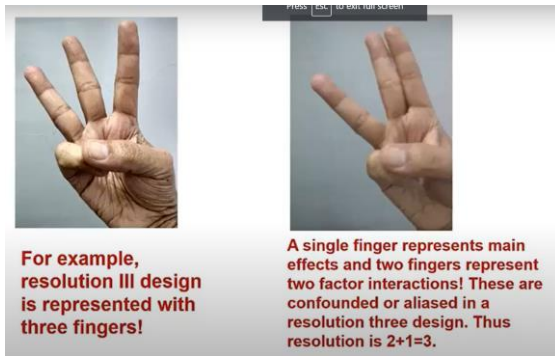 Press Esc to exit full screen
For example,
resolution III design
is represented with
three fingers!
A single finger represents main
effects and two fingers represent
two factor interactions! These are
confounded or aliased in a
resolution three design. Thus
resolution is 2+1=3.